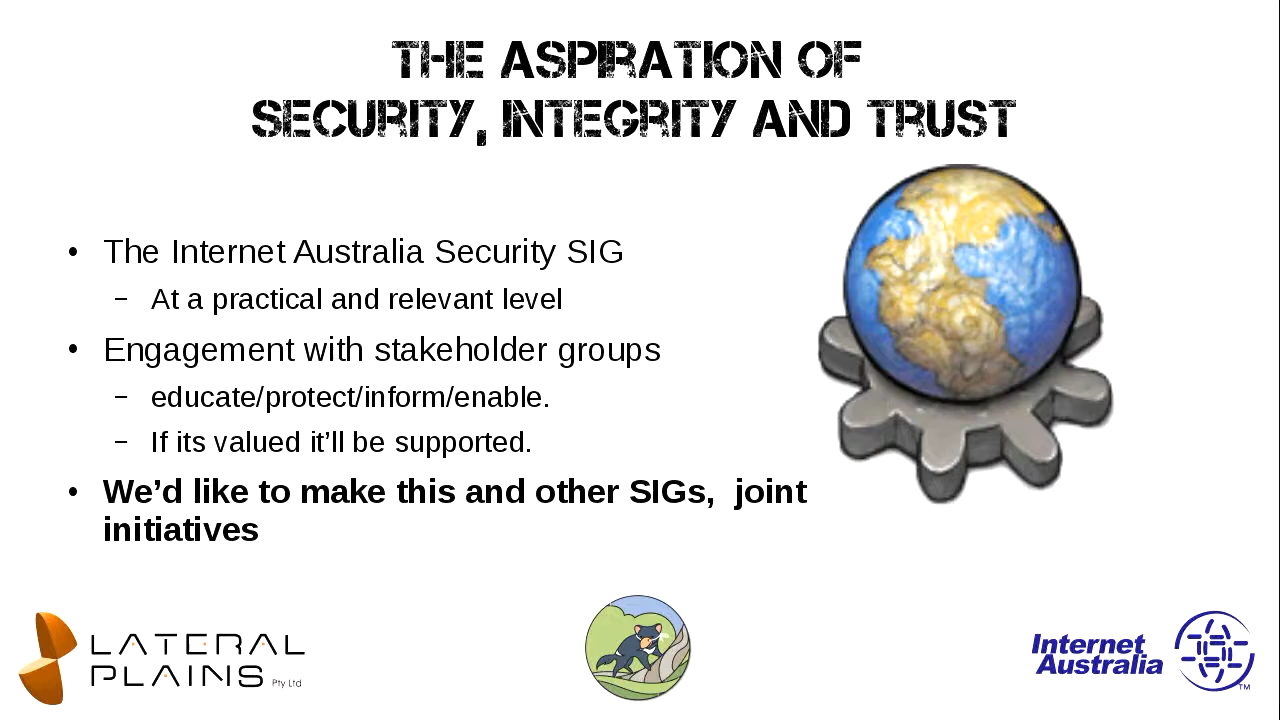 THE ASPIRATION OF
SECURITY, INTEGRITY AND TRUST
• The Internet Australia Security SIG
– At a practical and relevant level
• Engagement with stakeholder groups
– educate/protect/inform/enable.
– If its valued it’ll be supported.
• We’d like to make this and other SIGs,  joint
initiatives
LATERAL
PLAINS Pty Ltd
Internet
Australia
TM